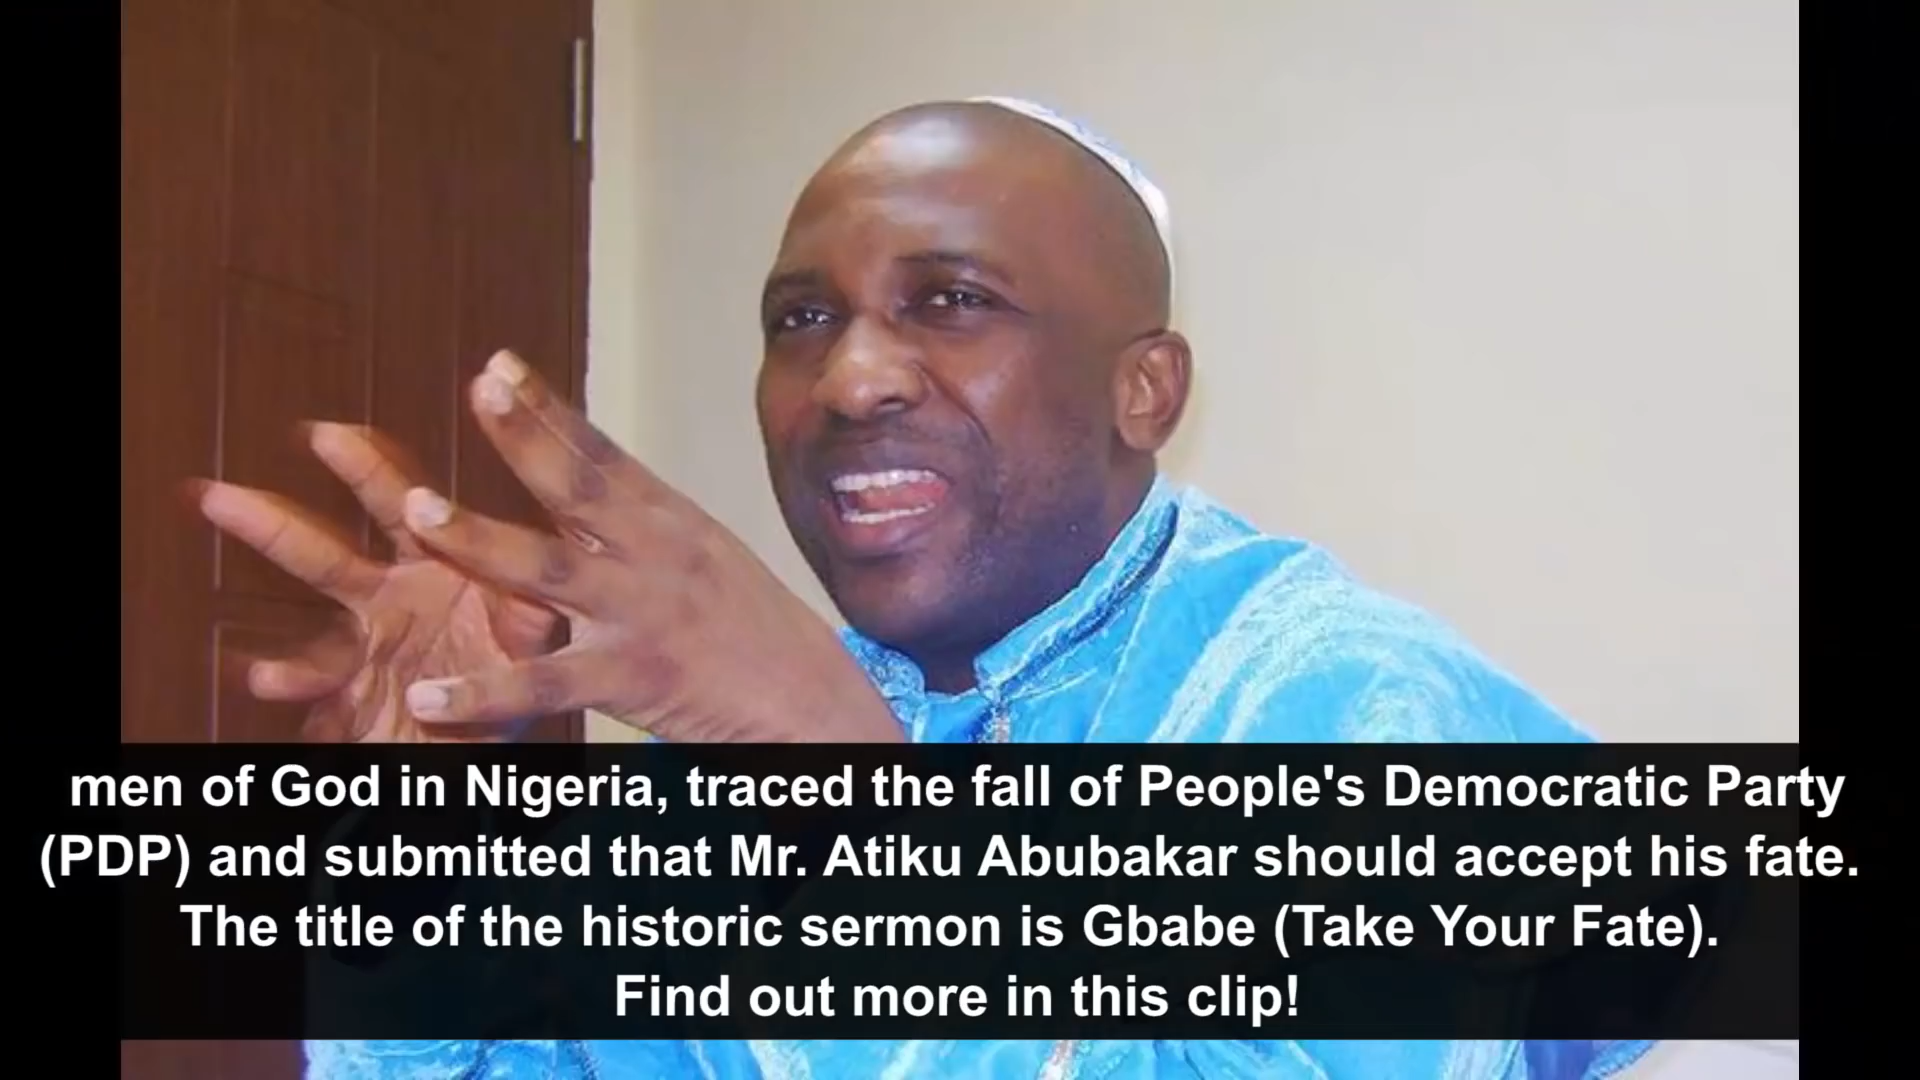 men of God in Nigeria, traced the fall of People's Democratic Party
(PDP) and submitted that Mr. Atiku Abubakar should accept his fate.
The title of the historic sermon is Gbabe (Take Your Fate).
Find out more in this clip!